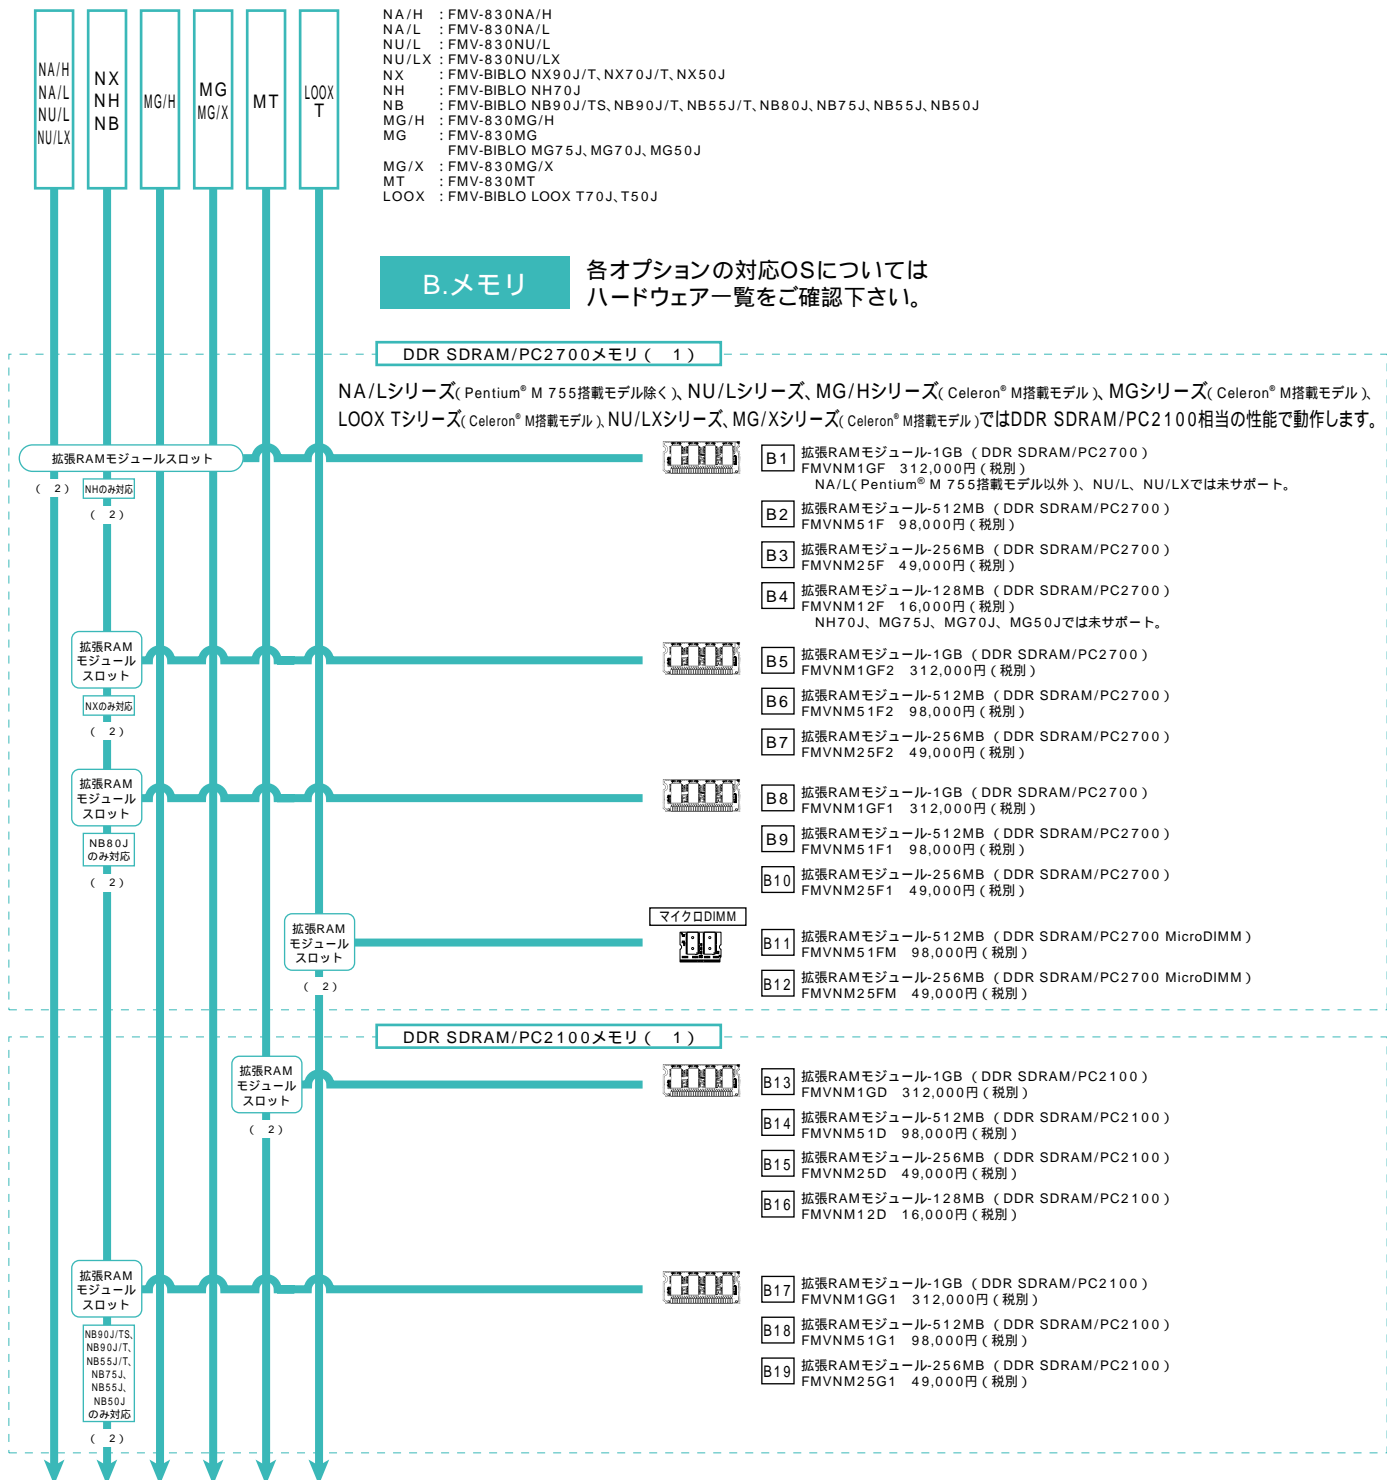 NA/H
NA/L
NU/L
NU/LX
NX
NH
NB
MG/H
MG
MG/X
MT
LOOX
T
NA/H :FMV-830NA/H
NA/L :FMV-830NA/L
NU/L :FMV-830NU/L
NU/LX :FMV-830NU/LX
NX :FMV-BIBLO NX90J/T、NX70J/T、NX50J
NH :FMV-BIBLO NH70J
NB :FMV-BIBLO NB90J/TS、NB90J/T、NB55J/T、NB80J、NB75J、NB55J、NB50J
MG/H :FMV-830MG/H
MG :FMV-830MG
FMV-BIBLO MG75J、MG70J、MG50J
MG/X :FMV-830MG/X
MT :FMV-830MT
LOOX :FMV-BIBLO LOOX T70J、T50J
B.メモリ
各オプションの対応OSについては
ハードウェア一覧をご確認下さい。
DDR SDRAM/PC2700メモリ( 1)
NA/Lシリーズ(Pentium® M 755搭載モデル除く)、NU/Lシリーズ、MG/Hシリーズ(Celeron® M搭載モデル)、MGシリーズ(Celeron® M搭載モデル)、
LOOX Tシリーズ(Celeron® M搭載モデル)、NU/LXシリーズ、MG/Xシリーズ(Celeron® M搭載モデル)ではDDR SDRAM/PC2100相当の性能で動作します。
拡張RAMモジュールスロット
( 2)
NHのみ対応
( 2)
B1 拡張RAMモジュール-1GB (DDR SDRAM/PC2700)
FMVNM1GF 312,000円(税別)
NA/L(Pentium® M 755搭載モデル以外)、NU/L、NU/LXでは未サポート。
B2 拡張RAMモジュール-512MB (DDR SDRAM/PC2700)
FMVNM51F 98,000円(税別)
B3 拡張RAMモジュール-256MB (DDR SDRAM/PC2700)
FMVNM25F 49,000円(税別)
B4 拡張RAMモジュール-128MB (DDR SDRAM/PC2700)
FMVNM12F 16,000円(税別)
NH70J、MG75J、MG70J、MG50Jでは未サポート。
拡張RAM
モジュール
スロット
NXのみ対応
( 2)
B5 拡張RAMモジュール-1GB (DDR SDRAM/PC2700)
FMVNM1GF2 312,000円(税別)
B6 拡張RAMモジュール-512MB (DDR SDRAM/PC2700)
FMVNM51F2 98,000円(税別)
B7 拡張RAMモジュール-256MB (DDR SDRAM/PC2700)
FMVNM25F2 49,000円(税別)
拡張RAM
モジュール
スロット
NB80J
のみ対応
( 2)
B8 拡張RAMモジュール-1GB (DDR SDRAM/PC2700)
FMVNM1GF1 312,000円(税別)
B9 拡張RAMモジュール-512MB (DDR SDRAM/PC2700)
FMVNM51F1 98,000円(税別)
B10 拡張RAMモジュール-256MB (DDR SDRAM/PC2700)
FMVNM25F1 49,000円(税別)
拡張RAM
モジュール
スロット
( 2)
マイクロDIMM
B11 拡張RAMモジュール-512MB (DDR SDRAM/PC2700 MicroDIMM)
FMVNM51FM 98,000円(税別)
B12 拡張RAMモジュール-256MB (DDR SDRAM/PC2700 MicroDIMM)
FMVNM25FM 49,000円(税別)
DDR SDRAM/PC2100メモリ( 1)
拡張RAM
モジュール
スロット
( 2)
B13 拡張RAMモジュール-1GB (DDR SDRAM/PC2100)
FMVNM1GD 312,000円(税別)
B14 拡張RAMモジュール-512MB (DDR SDRAM/PC2100)
FMVNM51D 98,000円(税別)
B15 拡張RAMモジュール-256MB (DDR SDRAM/PC2100)
FMVNM25D 49,000円(税別)
B16 拡張RAMモジュール-128MB (DDR SDRAM/PC2100)
FMVNM12D 16,000円(税別)
拡張RAM
モジュール
スロット
NB90J/TS、
NB90J/T、
NB55J/T、
NB75J、
NB55J、
NB50J
のみ対応
( 2)
B17 拡張RAMモジュール-1GB (DDR SDRAM/PC2100)
FMVNM1GG1 312,000円(税別)
B18 拡張RAMモジュール-512MB (DDR SDRAM/PC2100)
FMVNM51G1 98,000円(税別)
B19 拡張RAMモジュール-256MB (DDR SDRAM/PC2100)
FMVNM25G1 49,000円(税別)